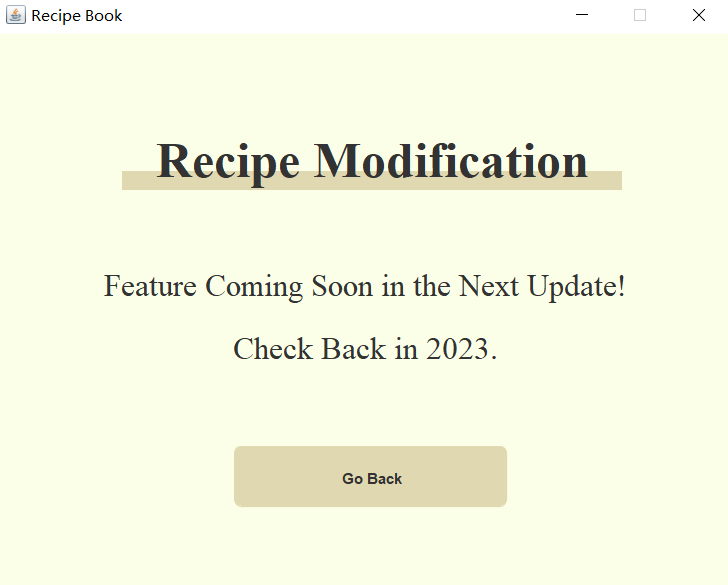 Recipe Book
Recipe Modification
Feature Coming Soon in the Next Update!
Check Back in 2023.
Go Back